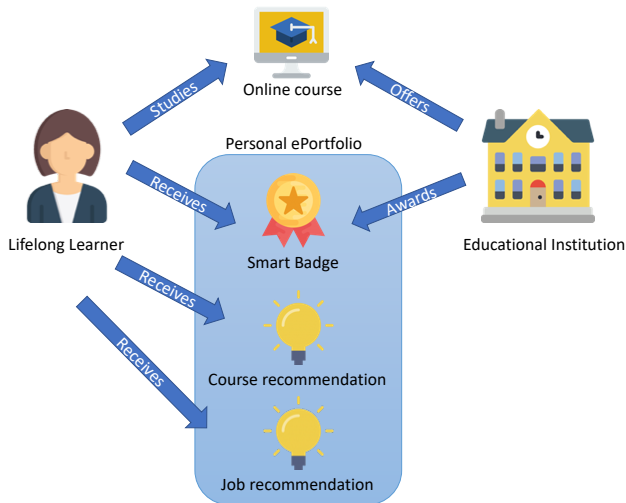 Online course
Studies
Offers
Personal ePortfolio
Receives
Awards
Lifelong Learner
Smart Badge
Educational Institution
Receives
Course recommendation
Receives
Job recommendation